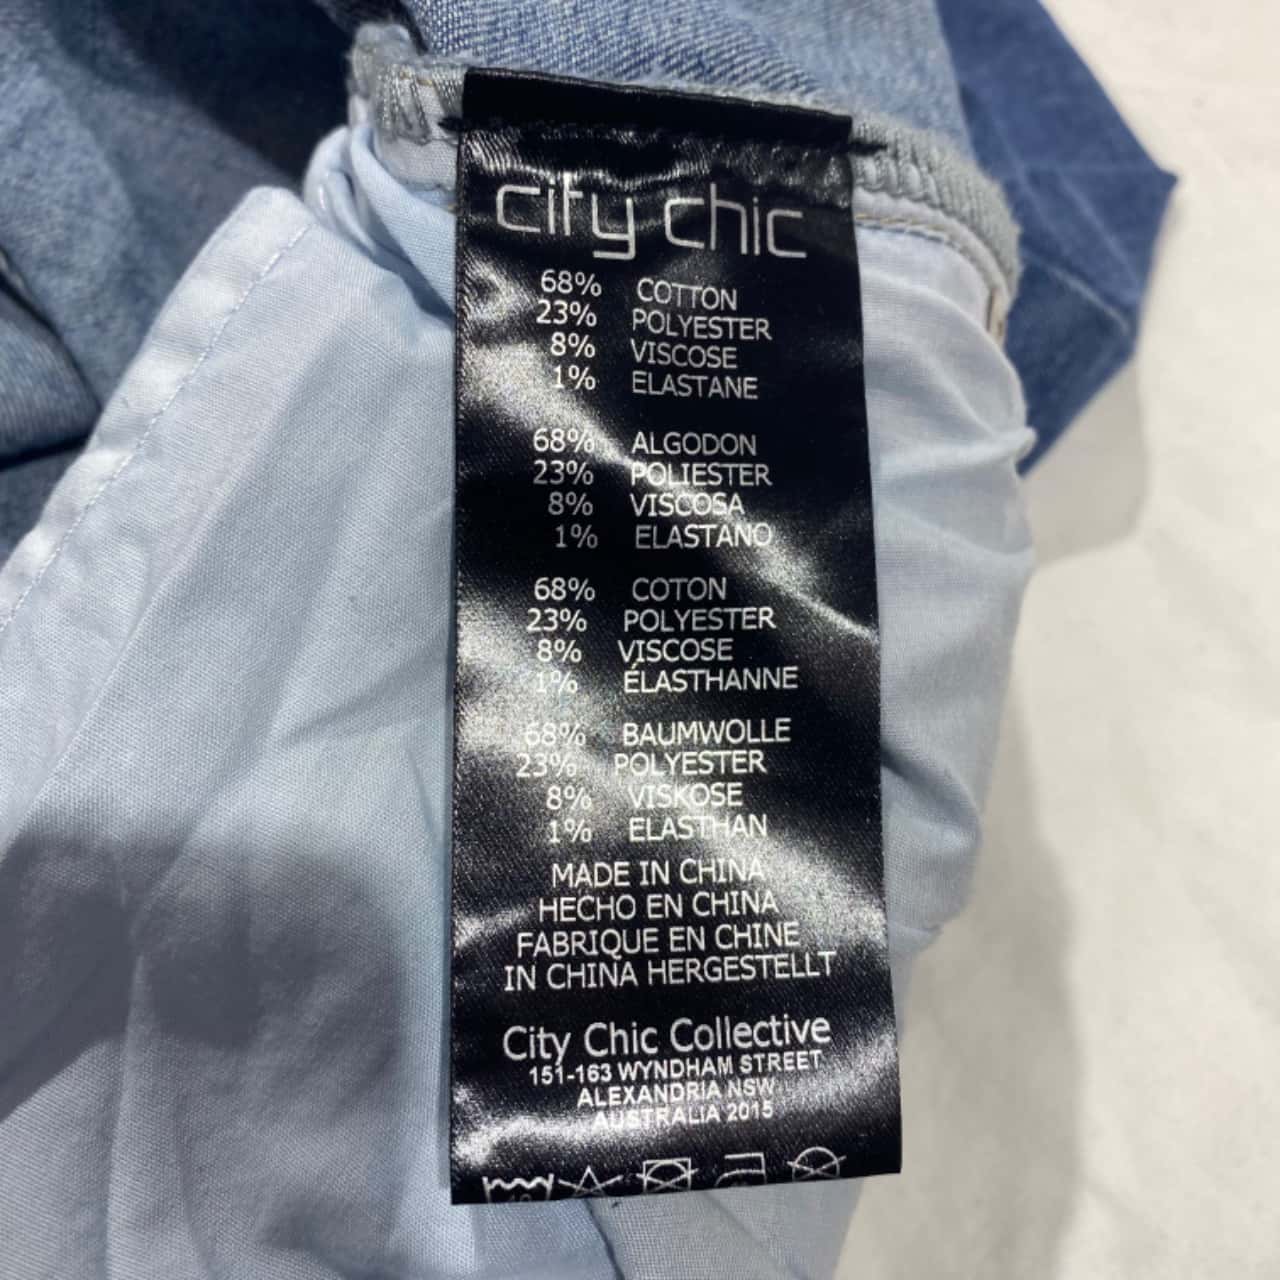 city chic
68% COTTON
23% POLYESTER
8% VISCOSE
1% ELASTANE
68% ALGODON
23% POLIESTER
8% VISCOSA
1% ELASTANO
68% COTON
23% POLYESTER
8% VISCOSE
1% ÉLASTHANNE
68% BAUMWOLLE
23% POLYESTER
8% VISKOSE
1% ELASTHAN
MADE IN CHINA
HECHO EN CHINA
FABRIQUE EN CHINE
IN CHINA HERGESTELLT
City Chic Collective
151-163 WYNDHAM STREET
ALEXANDRIA NSW
AUSTRALIA 2015